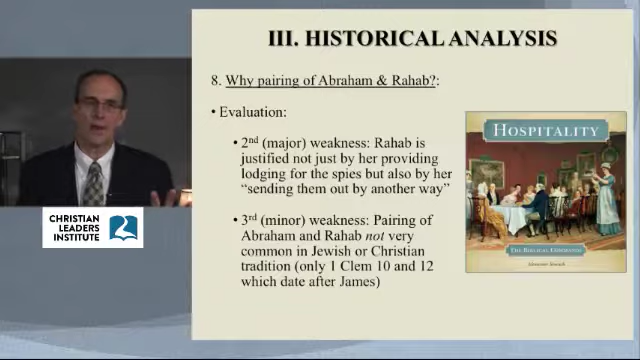 III. HISTORICAL ANALYSIS
8. Why pairing of Abraham & Rahab?:
• Evaluation:
• 2nd (major) weakness: Rahab is
justified not just by her providing
lodging for the spies but also by her
“sending them out by another way”
• 3rd (minor) weakness: Pairing of
Abraham and Rahab not very
common in Jewish or Christian
tradition (only 1 Clem 10 and 12
which date after James)
HOSPITALITY
CHRISTIAN
LEADERS
INSTITUTE